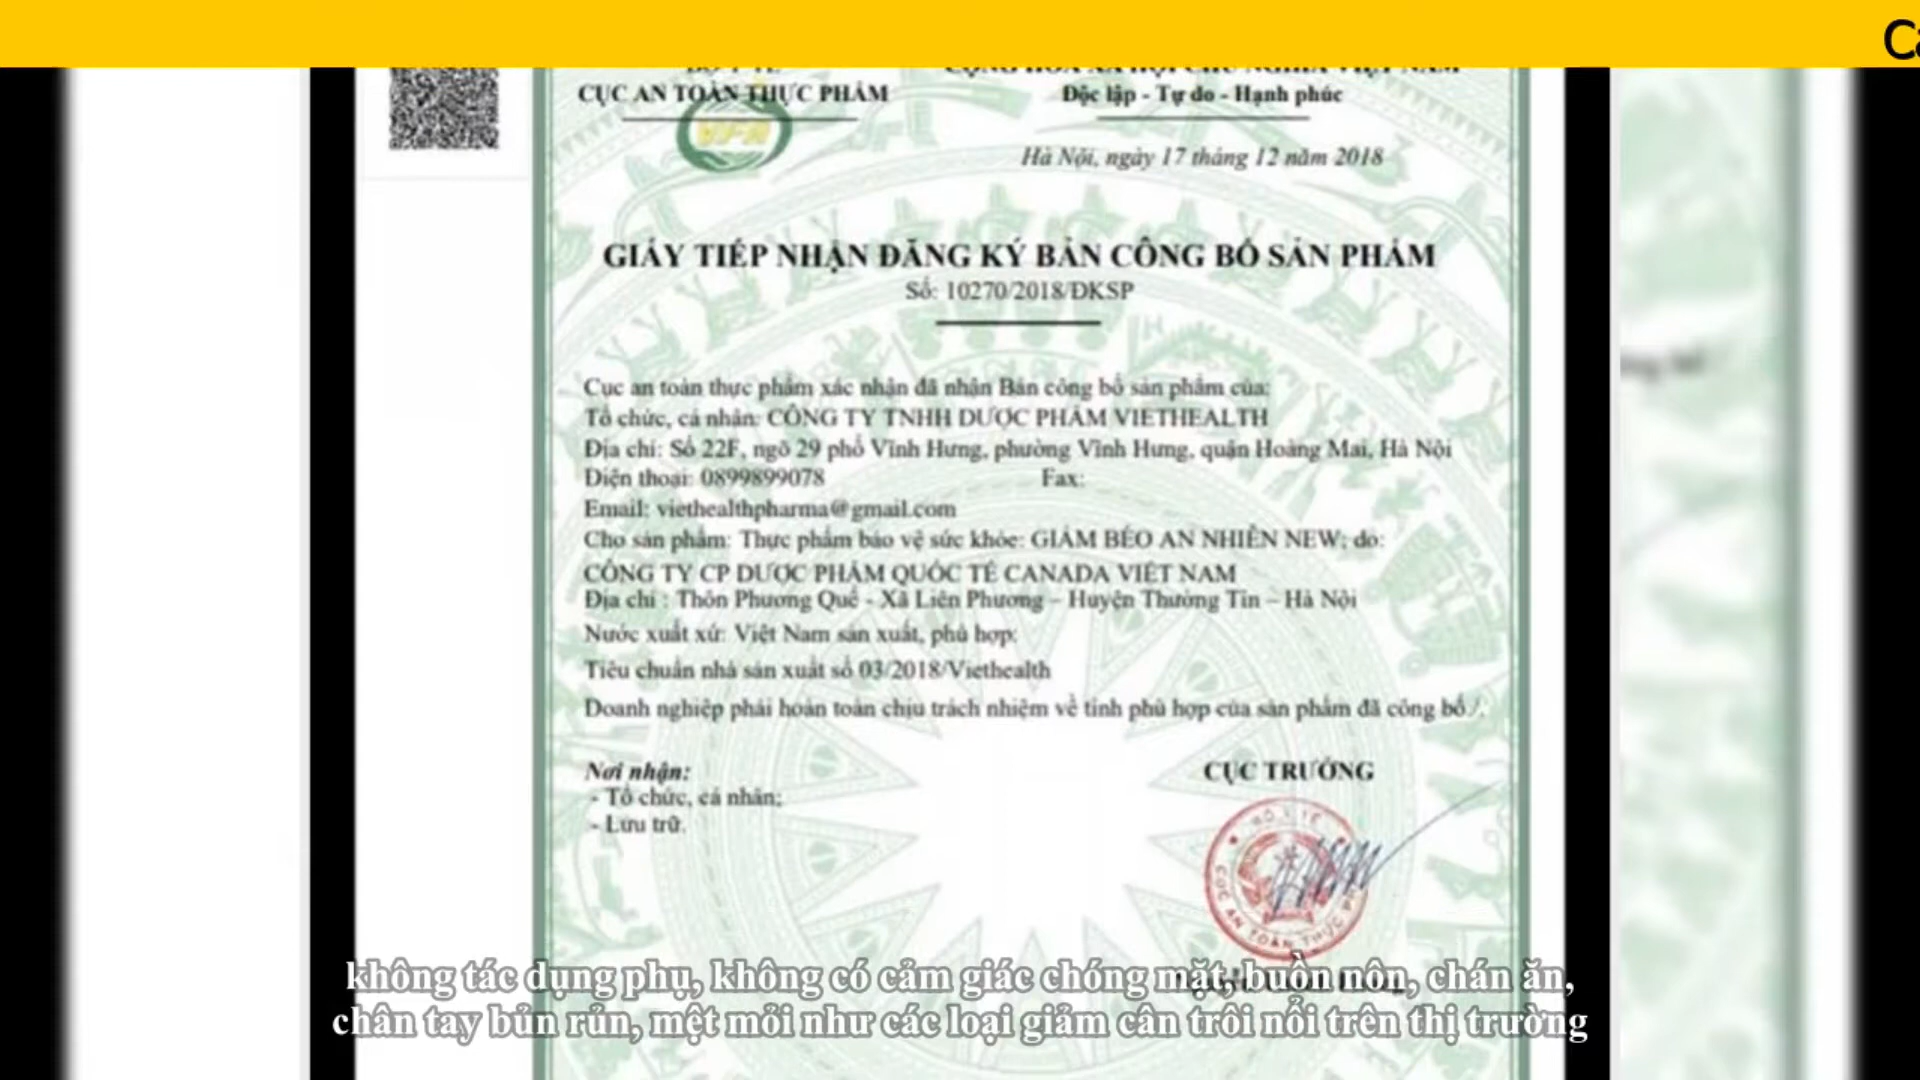 Ca
CỤC AN TOÀN THỰC PHẨM
Độc lập - Tự do - Hạnh phúc
VFA
Hà Nội, ngày 17 tháng 12 năm 2018
GIẤY TIẾP NHẬN ĐĂNG KÝ BẢN CÔNG BỐ SẢN PHẨM
Số: 10270/2018/ĐKSP
Cục an toàn thực phẩm xác nhận đã nhận Bản công bố sản phẩm của:
Tổ chức, cá nhân: CÔNG TY TNHH DƯỢC PHẨM VIETHEALTH
Địa chỉ: Số 22F, ngõ 29 phố Vĩnh Hưng, phường Vĩnh Hưng, quận Hoàng Mai, Hà Nội
Điện thoại: 0899899078 Fax:
Email: viethealthpharma@gmail.com
Cho sản phẩm: Thực phẩm bảo vệ sức khỏe: GIẢM BÉO AN NHIÊN NEW; do:
CÔNG TY CP DƯỢC PHẨM QUỐC TẾ CANADA VIỆT NAM
Địa chỉ : Thôn Phương Quế - Xã Liên Phương – Huyện Thường Tín – Hà Nội
Nước xuất xứ: Việt Nam sản xuất, phù hợp:
Tiêu chuẩn nhà sản xuất số 03/2018/Viethealth
Doanh nghiệp phải hoàn toàn chịu trách nhiệm về tính phù hợp của sản phẩm đã công bố./.
Nơi nhận:
- Tổ chức, cá nhân;
- Lưu trữ.
CỤC TRƯỞNG
BỘ Y TẾ
CỤC AN TOÀN THỰC
không tác dụng phụ, không có cảm giác chóng mặt, buồn nôn, chán ăn,
chân tay bủn rủn, mệt mỏi như các loại giảm cân trôi nổi trên thị trường